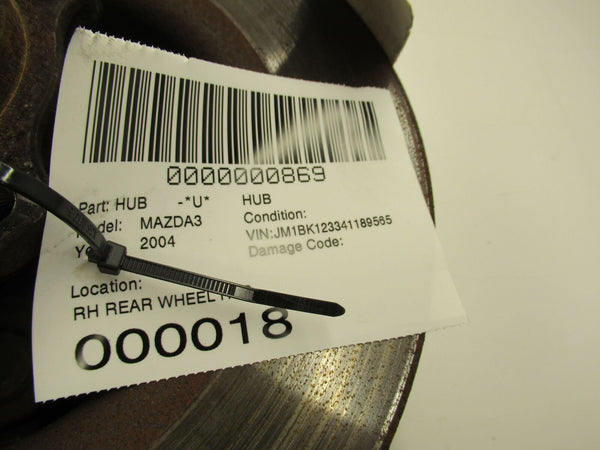 0000000869
Part: HUB -*U* HUB
Model: MAZDA3 Condition:
2004 VIN:JM1BK123341189565
Damage Code:
Location:
RH REAR WHEEL
000018